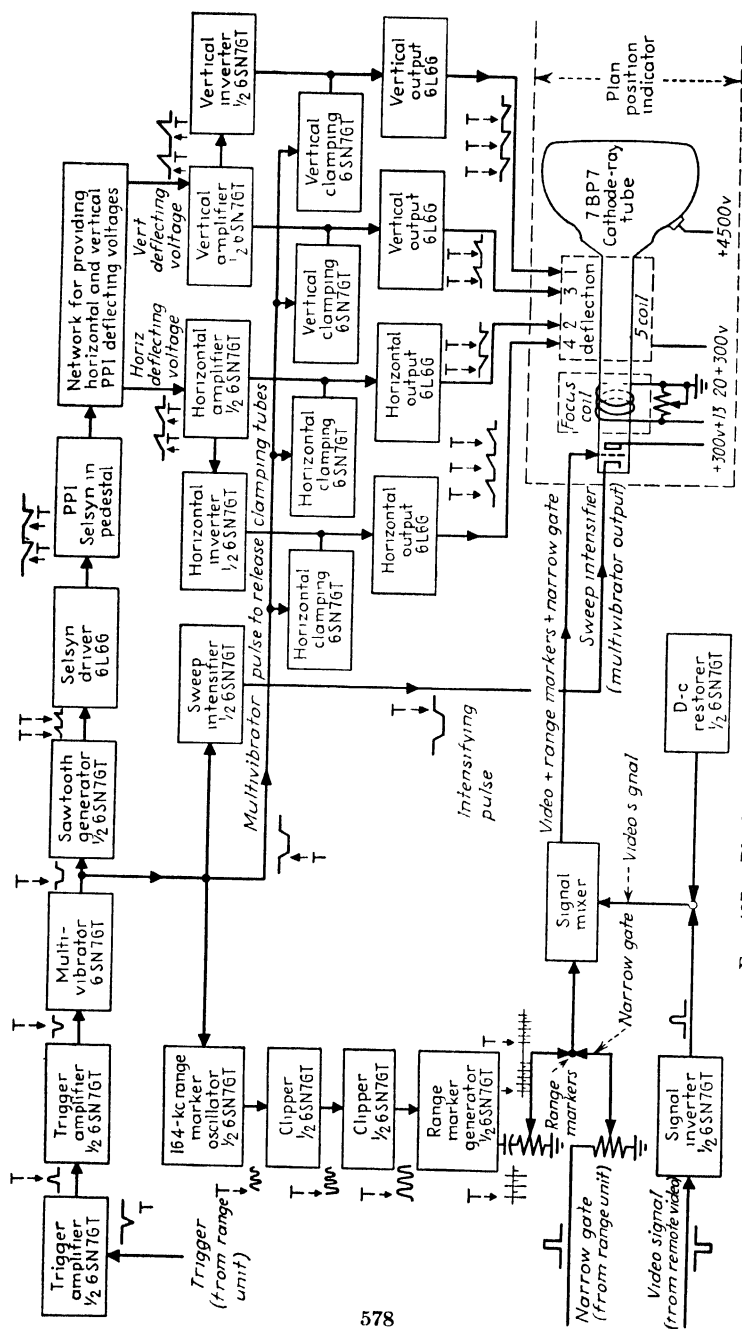 Trigger
amplifier
½ 6SN7GT
Trigger
amplifier
½ 6SN7GT
Multi-
vibrator
6SN7GT
Sawtooth
generator
½ 6SN7GT
Selsyn
driver
6L6G
PPI
Selsyn in
pedestal
Network for providing
horizontal and vertical
PPI deflecting voltages
T
T
T
T
T
T
T
T
Trigger
(from range
unit)
Horiz
deflecting
voltage
Vert
deflecting
voltage
T
T
T
T
Horizontal
inverter
½ 6SN7GT
Horizontal amplifier
½ 6SN7GT
Vertical
amplifier
½ 6SN7GT
Vertical
inverter
½ 6SN7GT
164-kc range
marker
oscillator
½ 6SN7GT
Sweep
intensifier
½ 6SN7GT
Multivibrator pulse to release clamping tubes
T
Horizontal
clamping
6SN7GT
Horizontal
clamping
6SN7GT
Vertical
clamping
6SN7GT
Vertical
clamping
6SN7GT
T
Clipper
½ 6SN7GT
T
Clipper
½ 6SN7GT
T
Range
marker
generator
½ 6SN7GT
T
T
T
Horizontal
output
6L6G
Horizontal
output
6L6G
Vertical
output
6L6G
Vertical
output
6L6G
T
T
T
T
T
T
T
T
T
T
T
Intensifying
pulse
Range
markers
Narrow gate
Narrow gate
(from range unit)
Signal
mixer
Video + range markers + narrow gate
Sweep intensifier
(multivibrator output)
Video signal
(from remote video)
Signal
inverter
½ 6SN7GT
Video s gnal
D-c
restorer
½ 6SN7GT
Focus
coil
4 2 3 1
deflection
5 coil
7BP7
Cathode-ray
tube
Plan
position
indicator
+300v+13 20 +300v
+4500v
578